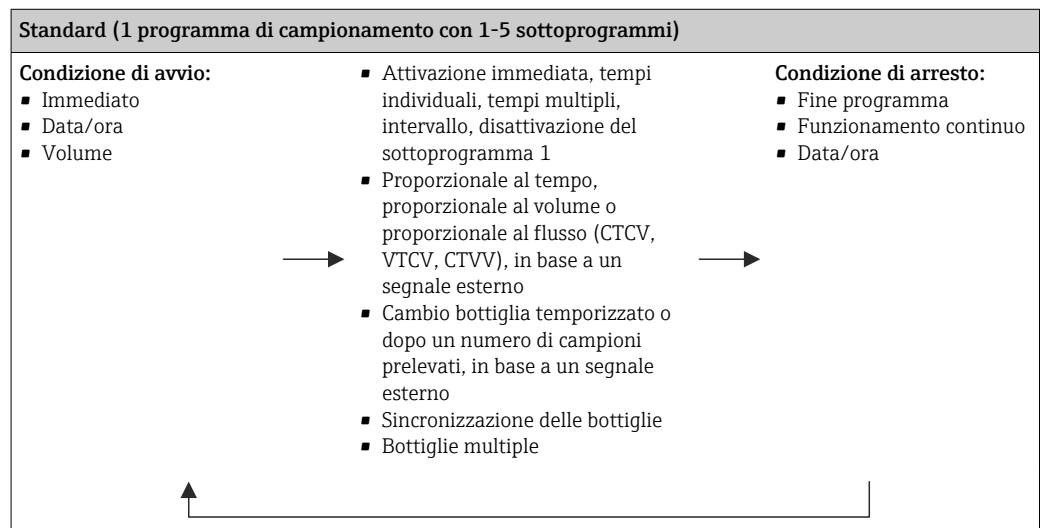 Standard (1 programma di campionamento con 1-5 sottoprogrammi)
Condizione di avvio:
▪ Immediato
▪ Data/ora
▪ Volume
▪ Attivazione immediata, tempi
individuali, tempi multipli,
intervallo, disattivazione del
sottoprogramma 1
▪ Proporzionale al tempo,
proporzionale al volume o
proporzionale al flusso (CTCV,
VTCV, CTVV), in base a un
segnale esterno
▪ Cambio bottiglia temporizzato o
dopo un numero di campioni
prelevati, in base a un segnale
esterno
▪ Sincronizzazione delle bottiglie
▪ Bottiglie multiple
Condizione di arresto:
▪ Fine programma
▪ Funzionamento continuo
▪ Data/ora